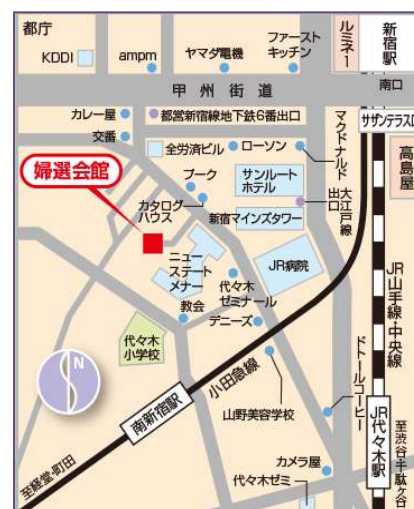 都庁
KDDI
ampm
ヤマダ電機
ファースト
キッチン
ルミネ1
新宿駅
南口
甲州街道
サザンテラス口
カレー屋
都営新宿線地下鉄6番出口
交番
全労済ビル
ローソン
マクドナルド
高島屋
婦選会館
プーク
カタログ
ハウス
サンルート
ホテル
大江戸線
出口
新宿マインズタワー
ニュー
ステート
メナー
JR病院
代々木
ゼミナール
教会
デニーズ
代々木
小学校
JR山手線・中央線
N
小田急線
南新宿駅
山野美容学校
ドトールコーヒー
JR代々木駅
カメラ屋
代々木ゼミ
至経堂・町田
至渋谷・千駄ヶ谷